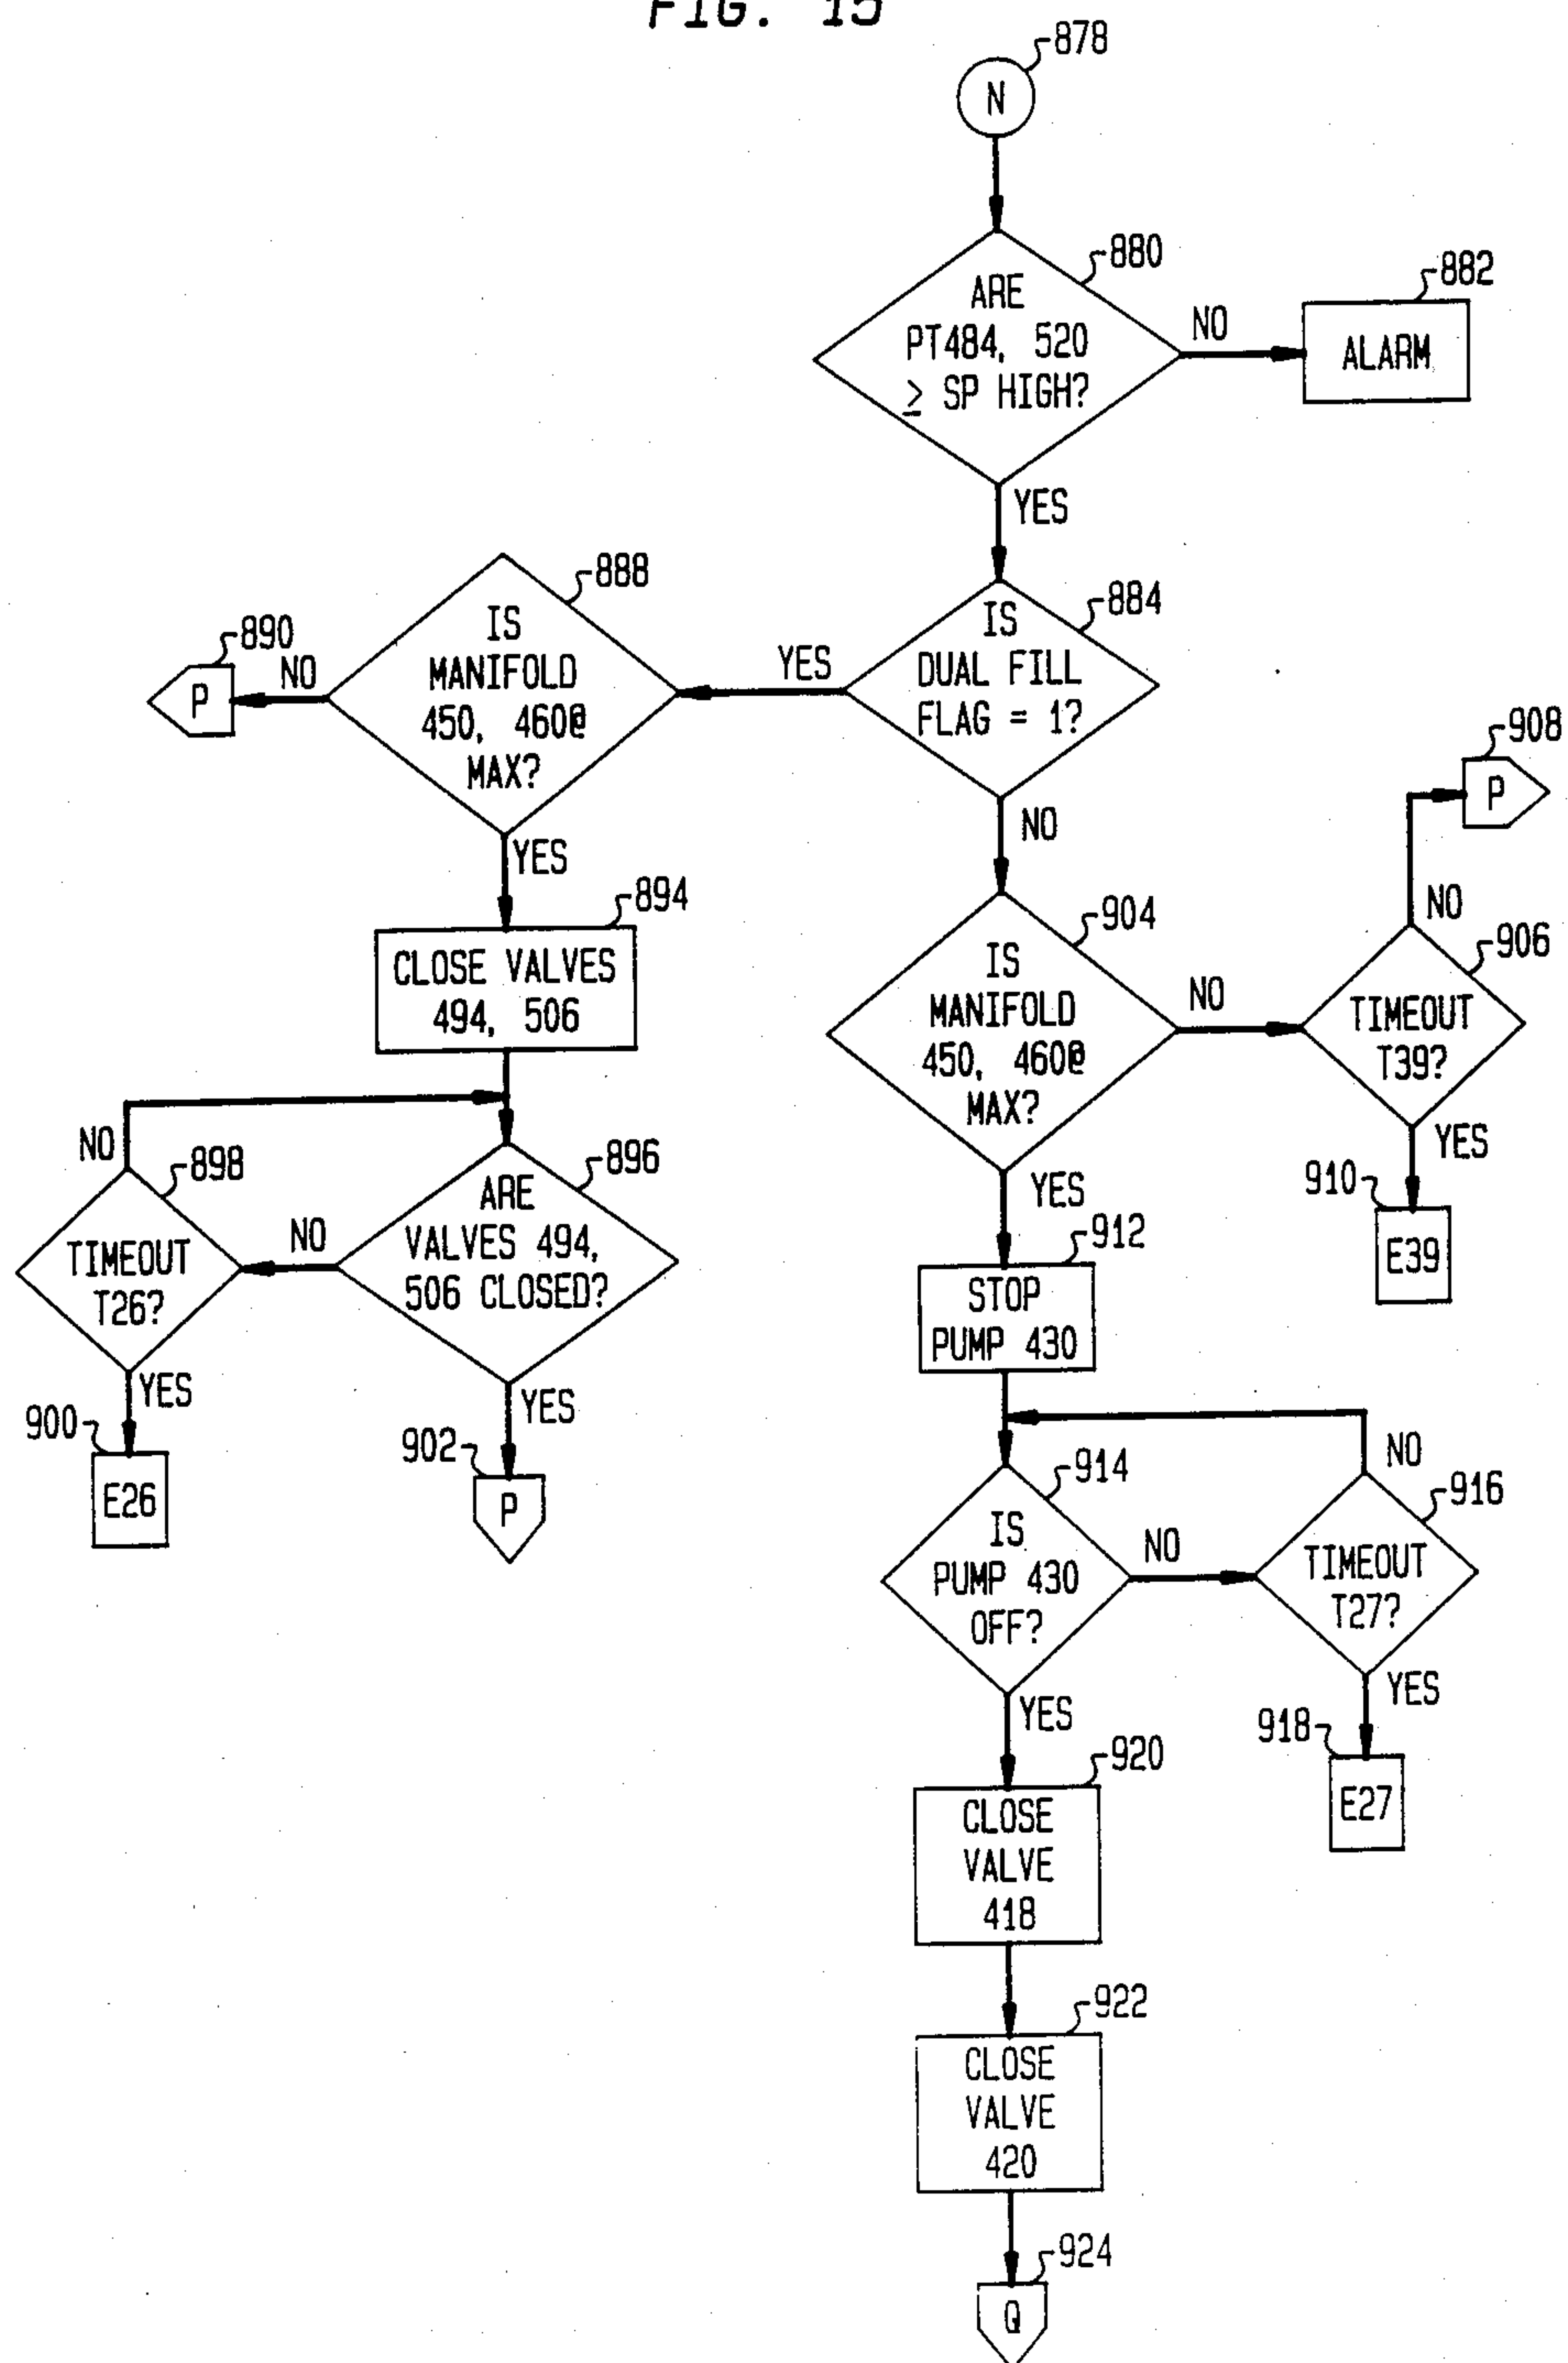 FIG. 15
878
N
880
ARE
PT484, 520
≥ SP HIGH?
NO
882
ALARM
YES
884
IS
DUAL FILL
FLAG = 1?
YES
888
IS
MANIFOLD
450, 460@
MAX?
NO
890
P
YES
894
CLOSE VALVES
494, 506
896
ARE
VALVES 494,
506 CLOSED?
NO
898
TIMEOUT
T26?
NO
YES
900
E26
YES
902
P
NO
904
IS
MANIFOLD
450, 460@
MAX?
NO
906
TIMEOUT
T39?
NO
908
P
YES
910
E39
YES
912
STOP
PUMP 430
914
IS
PUMP 430
OFF?
NO
916
TIMEOUT
T27?
NO
YES
918
E27
YES
920
CLOSE
VALVE
418
922
CLOSE
VALVE
420
924
Q